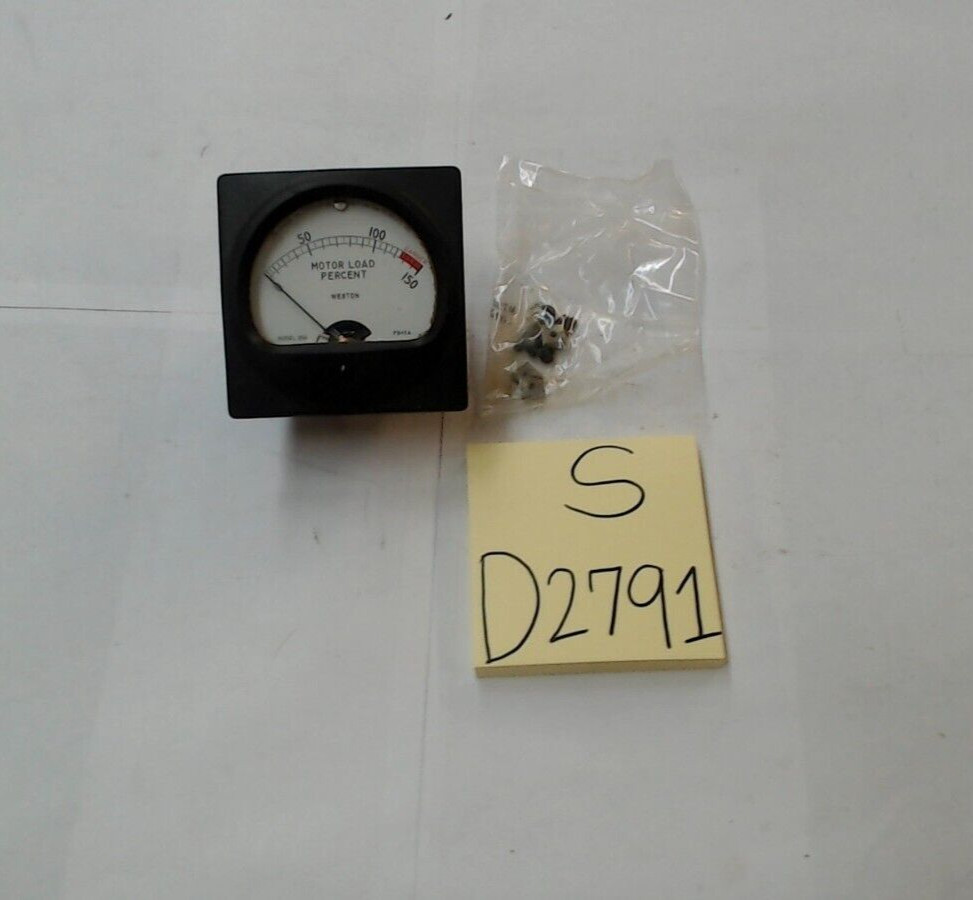 50
100
150
MOTOR LOAD
PERCENT
WESTON
S
D2791